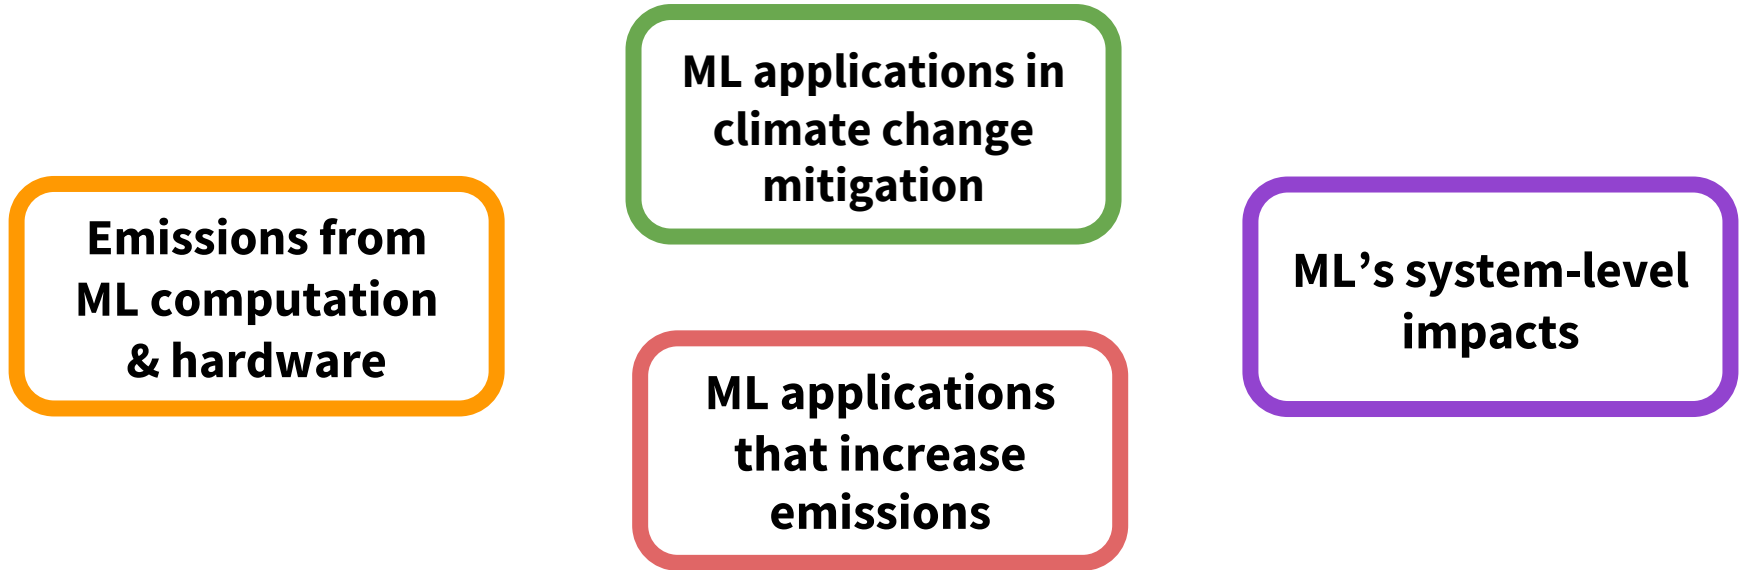 Emissions from
ML computation
& hardware
ML applications in
climate change
mitigation
ML applications
that increase
emissions
ML’s system-level
impacts